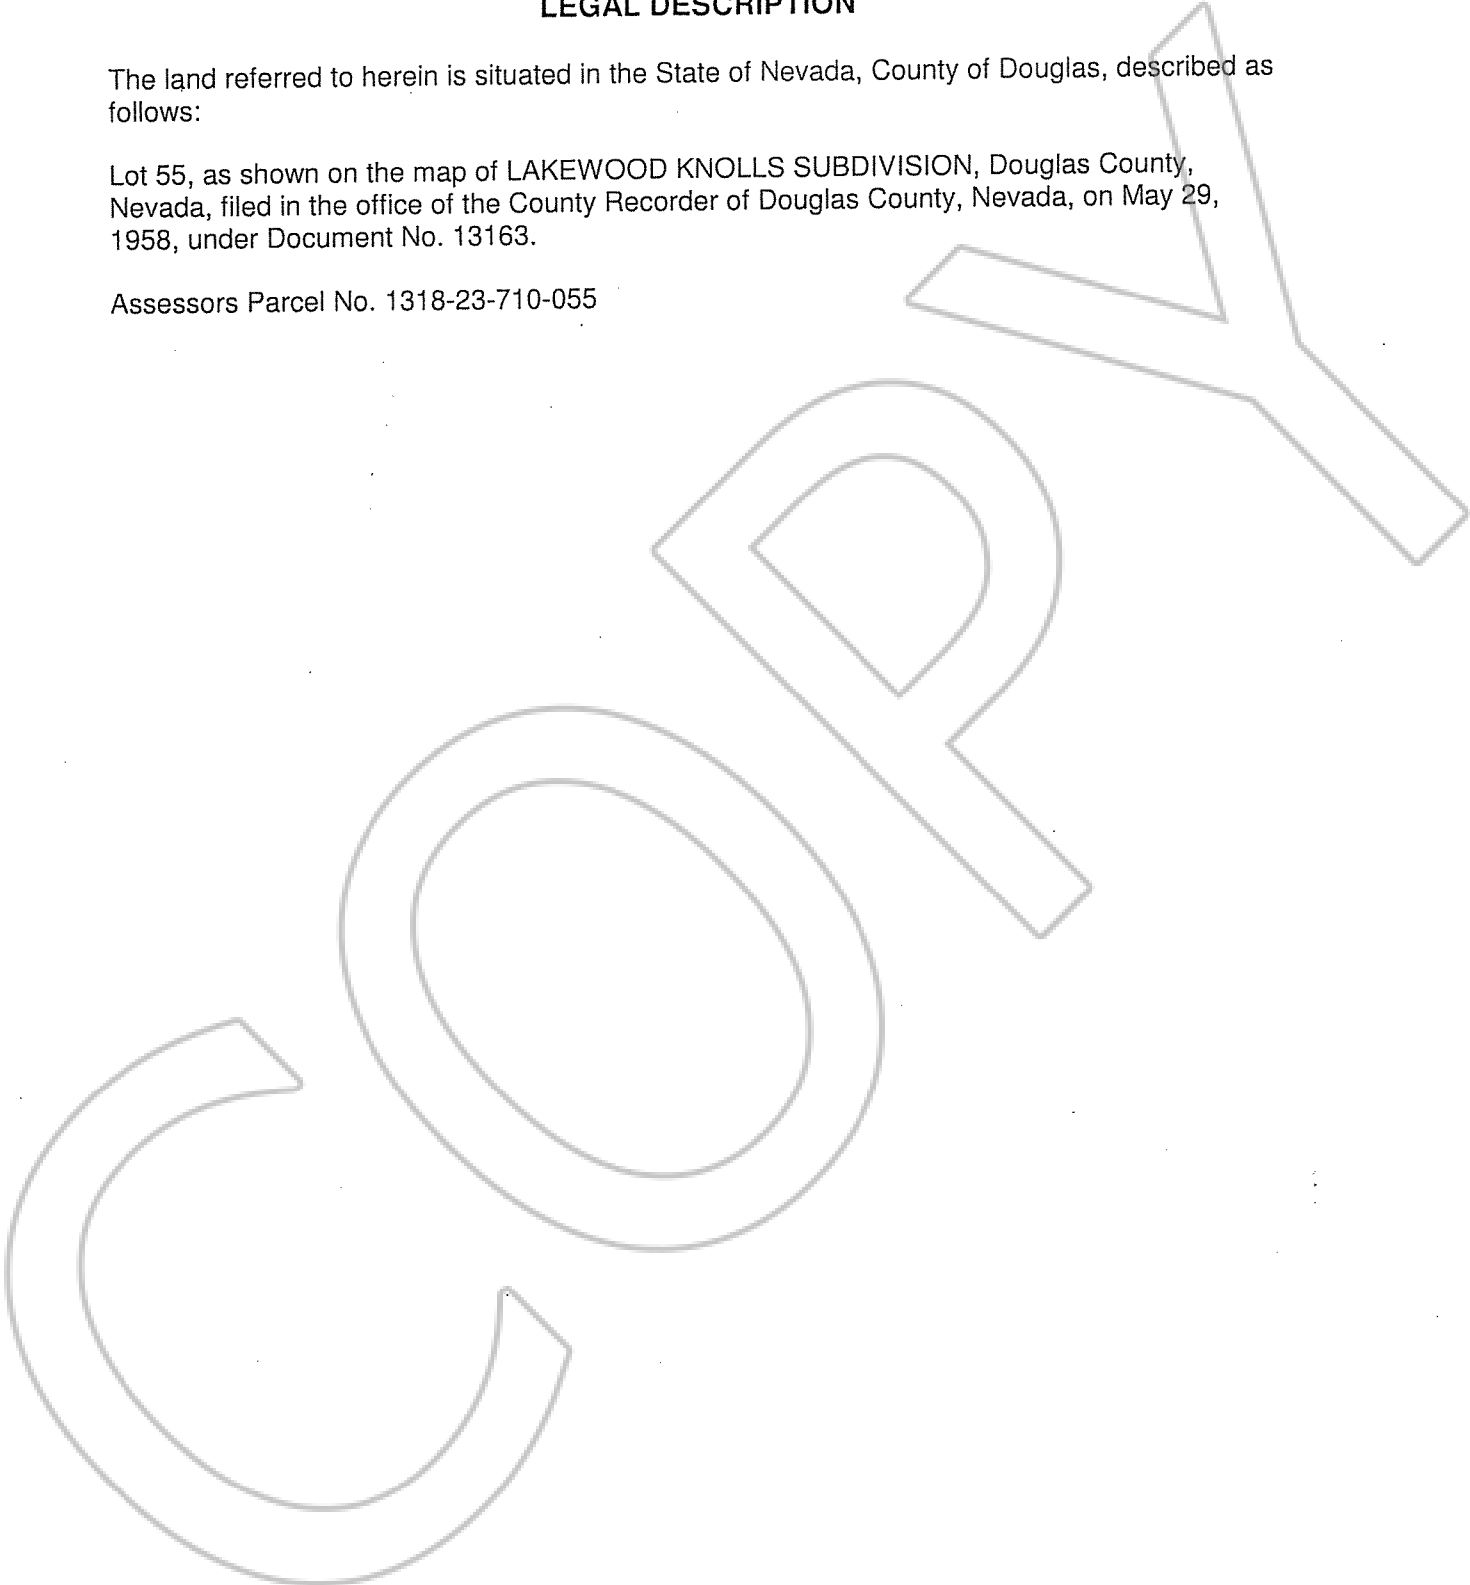 LEGAL DESCRIPTION
The land referred to herein is situated in the State of Nevada, County of Douglas, described as
follows:
Lot 55, as shown on the map of LAKEWOOD KNOLLS SUBDIVISION, Douglas County,
Nevada, filed in the office of the County Recorder of Douglas County, Nevada, on May 29,
1958, under Document No. 13163.
Assessors Parcel No. 1318-23-710-055
COPY